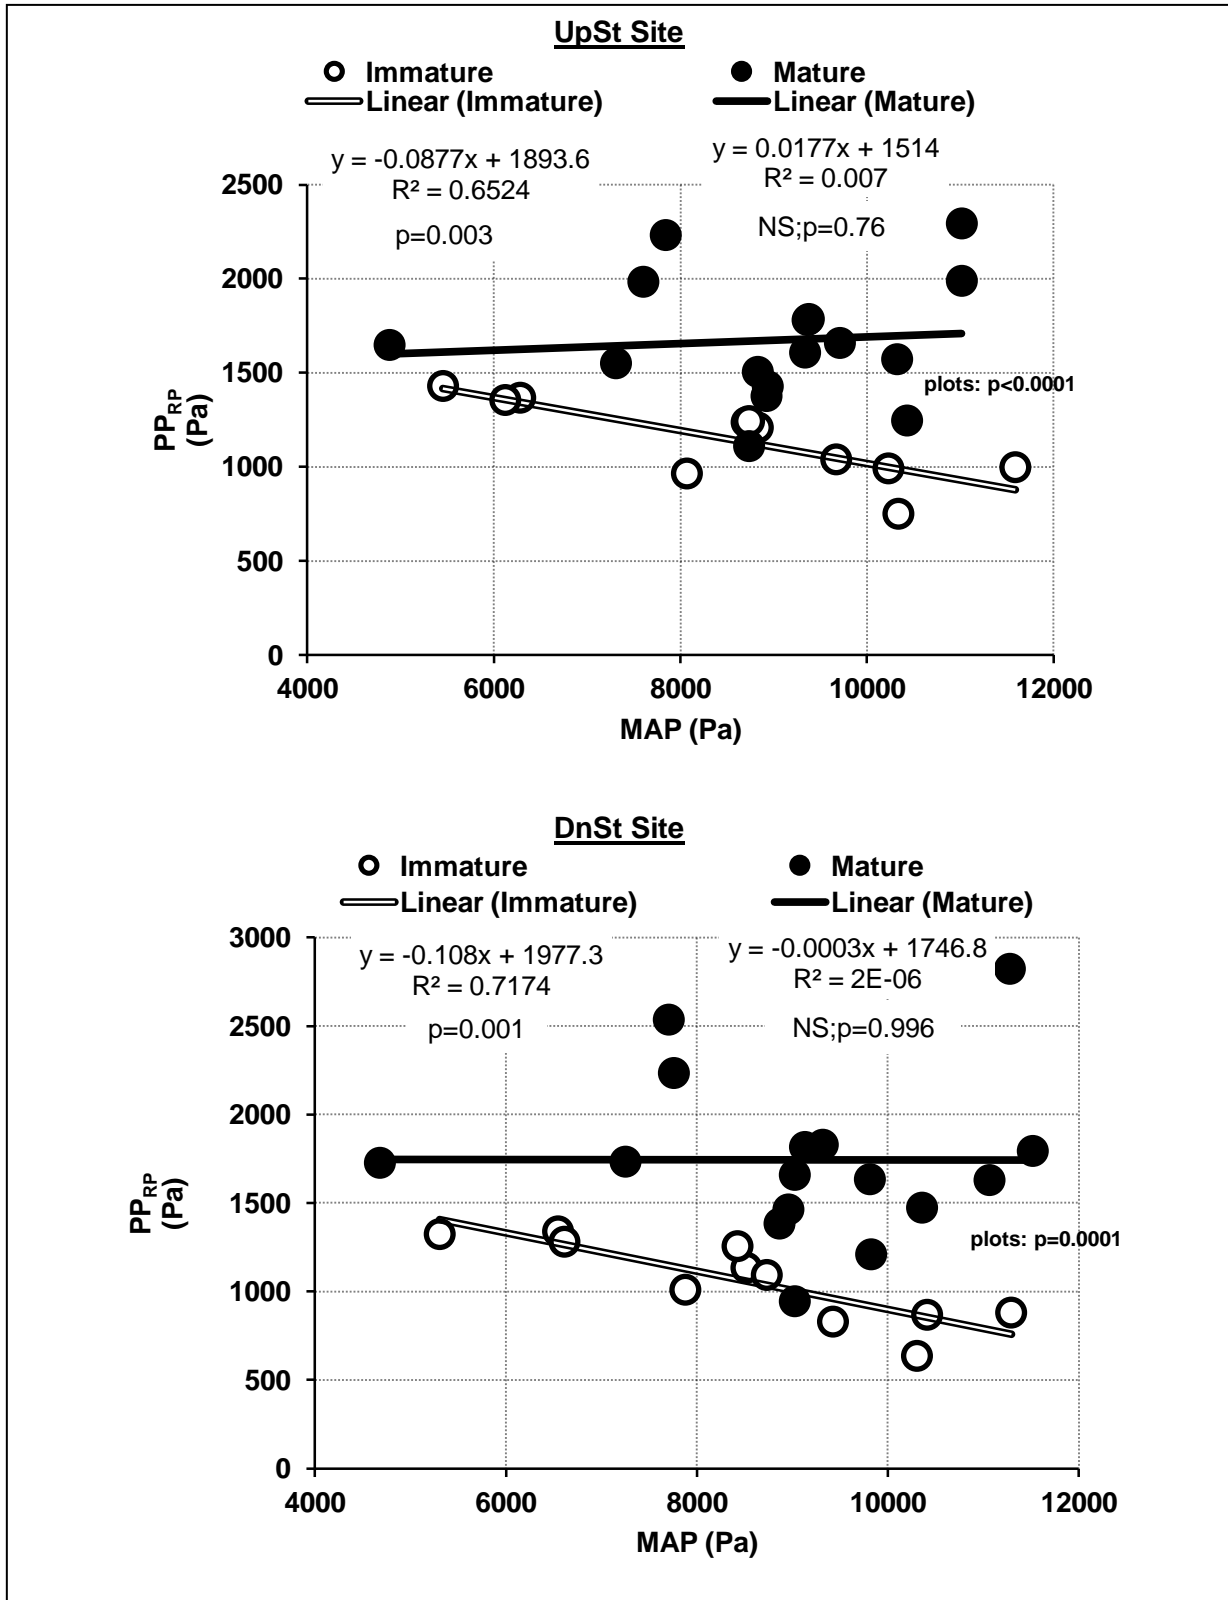 UpSt Site
Immature Mature
Linear (Immature) Linear (Mature)
y = -0.0877x + 1893.6
R² = 0.6524
p=0.003
y = 0.0177x + 1514
R² = 0.007
NS;p=0.76
2500
2000
1500
1000
500
0
plots: p<0.0001
PPRP
(Pa)
4000 6000 8000 10000 12000
MAP (Pa)
DnSt Site
Immature Mature
Linear (Immature) Linear (Mature)
y = -0.108x + 1977.3
R² = 0.7174
p=0.001
y = -0.0003x + 1746.8
R² = 2E-06
NS;p=0.996
3000
2500
2000
1500
1000
500
0
plots: p=0.0001
PPRP
(Pa)
4000 6000 8000 10000 12000
MAP (Pa)